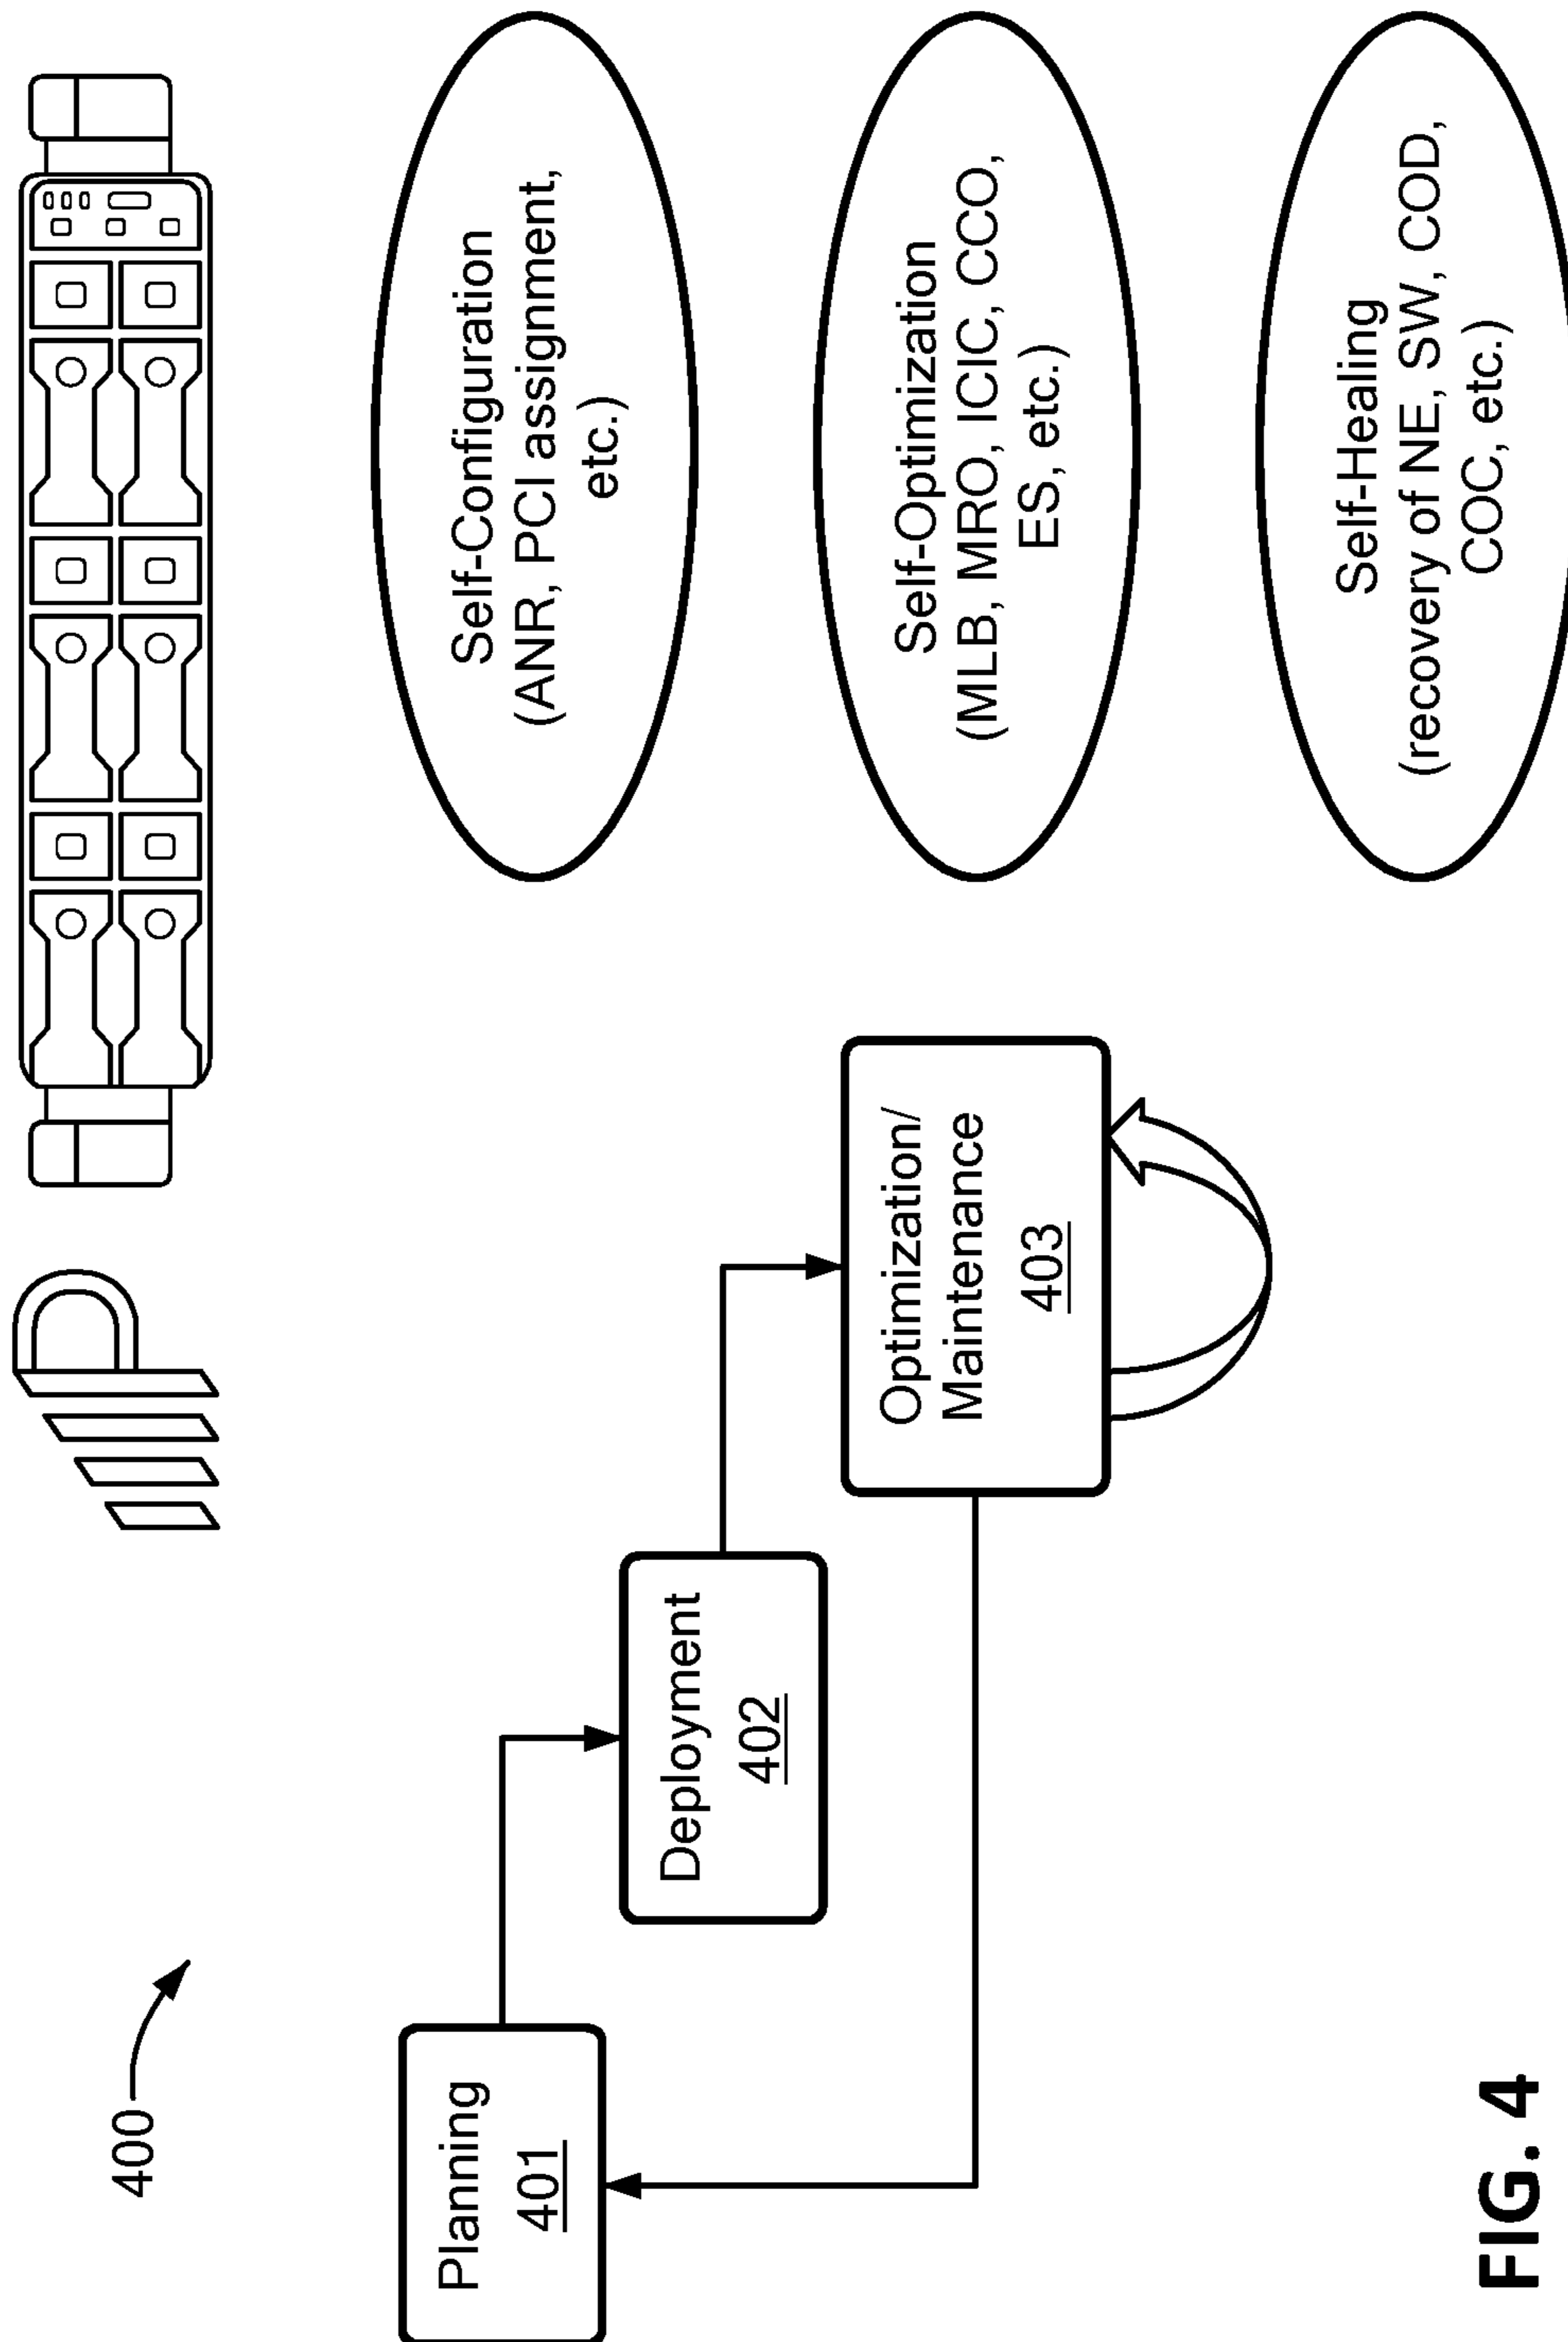 400
Planning
401
Deployment
402
Optimization/
Maintenance
403
Self-Configuration
(ANR, PCI assignment,
etc.)
Self-Optimization
(MLB, MRO, ICIC, CCO,
ES, etc.)
Self-Healing
(recovery of NE, SW, COD,
COC, etc.)
FIG. 4